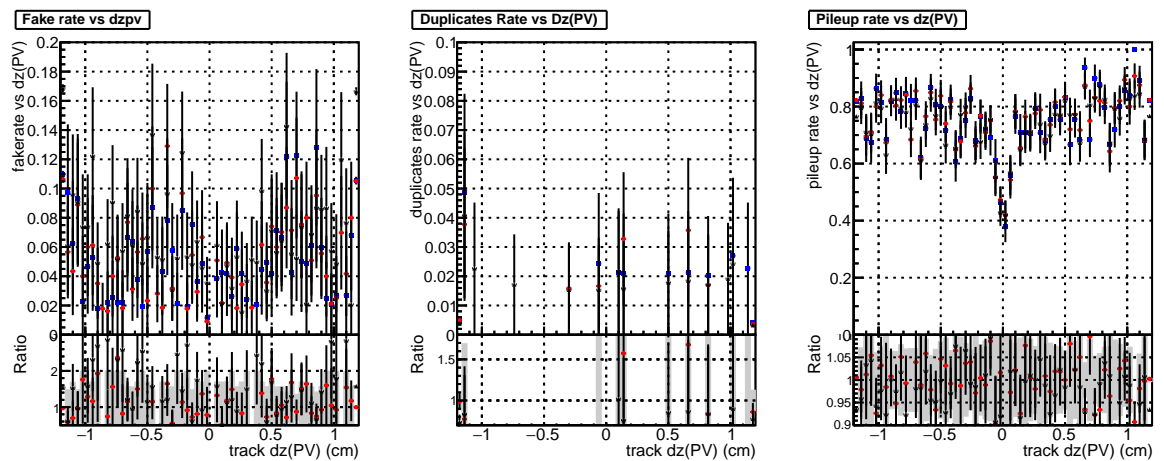 Fake rate vs dzpv
fakerate vs dz(PV)
0.2
0.18
0.16
0.14
0.12
0.1
0.08
0.06
0.04
0.02
0
Ratio
2
1
−1 −0.5 0 0.5 1
track dz(PV) (cm)
Duplicates Rate vs Dz(PV)
duplicates rate vs dz(PV)
0.1
0.09
0.08
0.07
0.06
0.05
0.04
0.03
0.02
0.01
0
Ratio
1.5
1
−1 −0.5 0 0.5 1
track dz(PV) (cm)
Pileup rate vs dz(PV)
pileup rate vs dz(PV)
1
0.8
0.6
0.4
0.2
0
Ratio
1.05
1
0.95
0.9
−1 −0.5 0 0.5 1
track dz(PV) (cm)